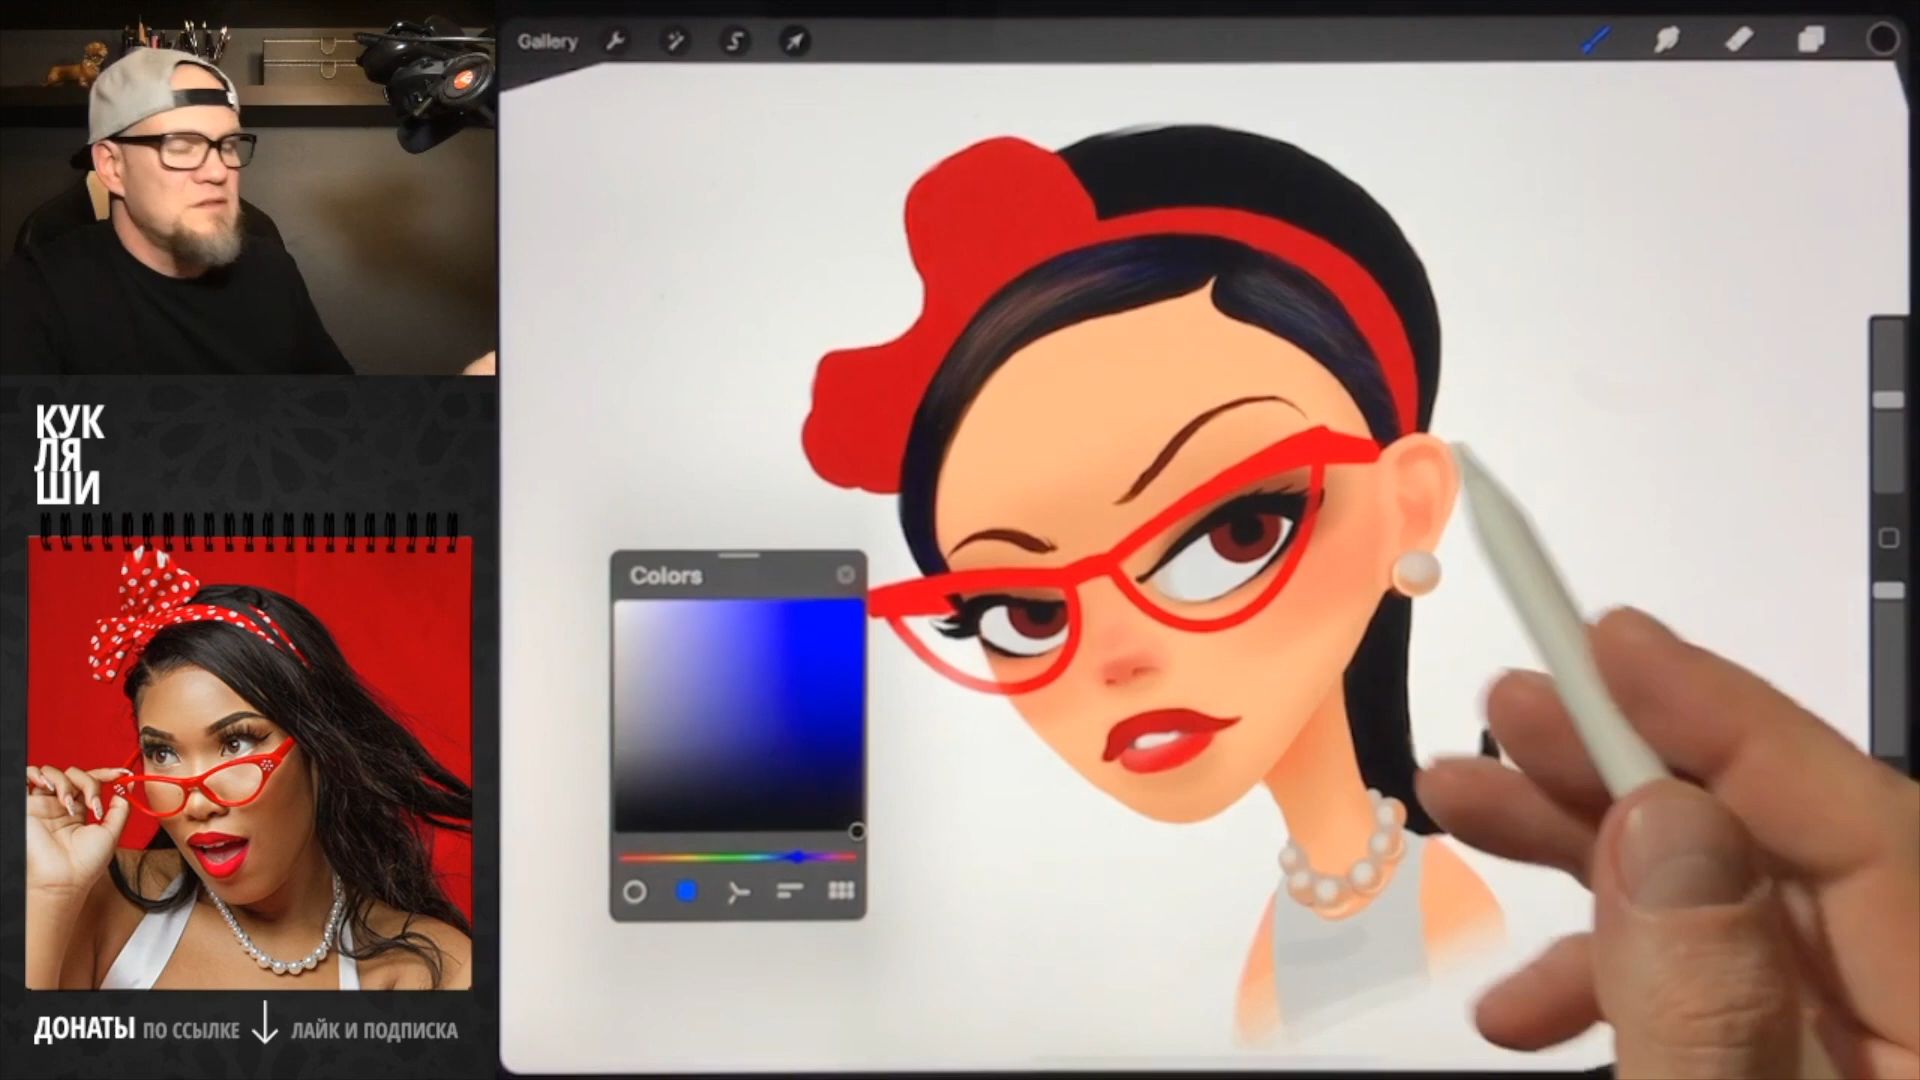 Gallery
КУК
ЛЯ
ШИ
Colors
ДОНАТЫ ПО ССЫЛКЕ ↓ ЛАЙК И ПОДПИСКА